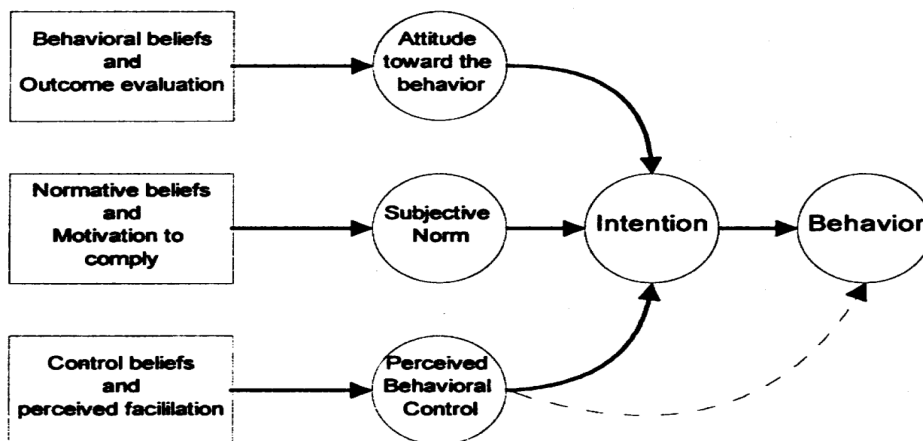 Behavioral beliefs
and
Outcome evaluation
Attitude
toward the
behavior
Normative beliefs
and
Motivation to
comply
Subjective
Norm
Intention
Behavior
Control beliefs
and
perceived facililation
Perceived
Behavioral
Control